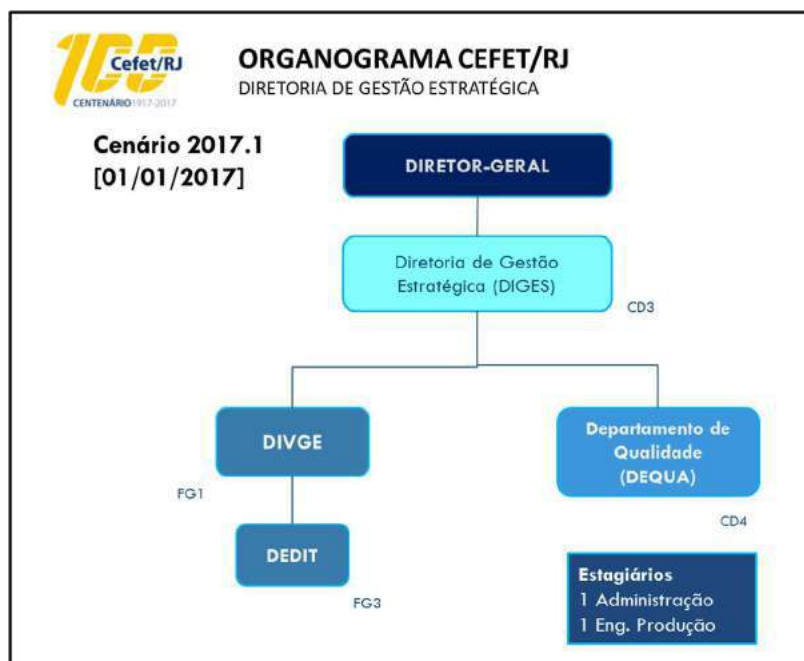 100
Cefet/RJ
CENTENÁRIO 1917-2017
ORGANOGRAMA CEFET/RJ
DIRETORIA DE GESTÃO ESTRATÉGICA
Cenário 2017.1
[01/01/2017]
DIRETOR-GERAL
Diretoria de Gestão
Estratégica (DIGES)
CD3
DIVGE
FG1
Departamento de
Qualidade
(DEQUA)
CD4
DEDIT
FG3
Estagiários
1 Administração
1 Eng. Produção